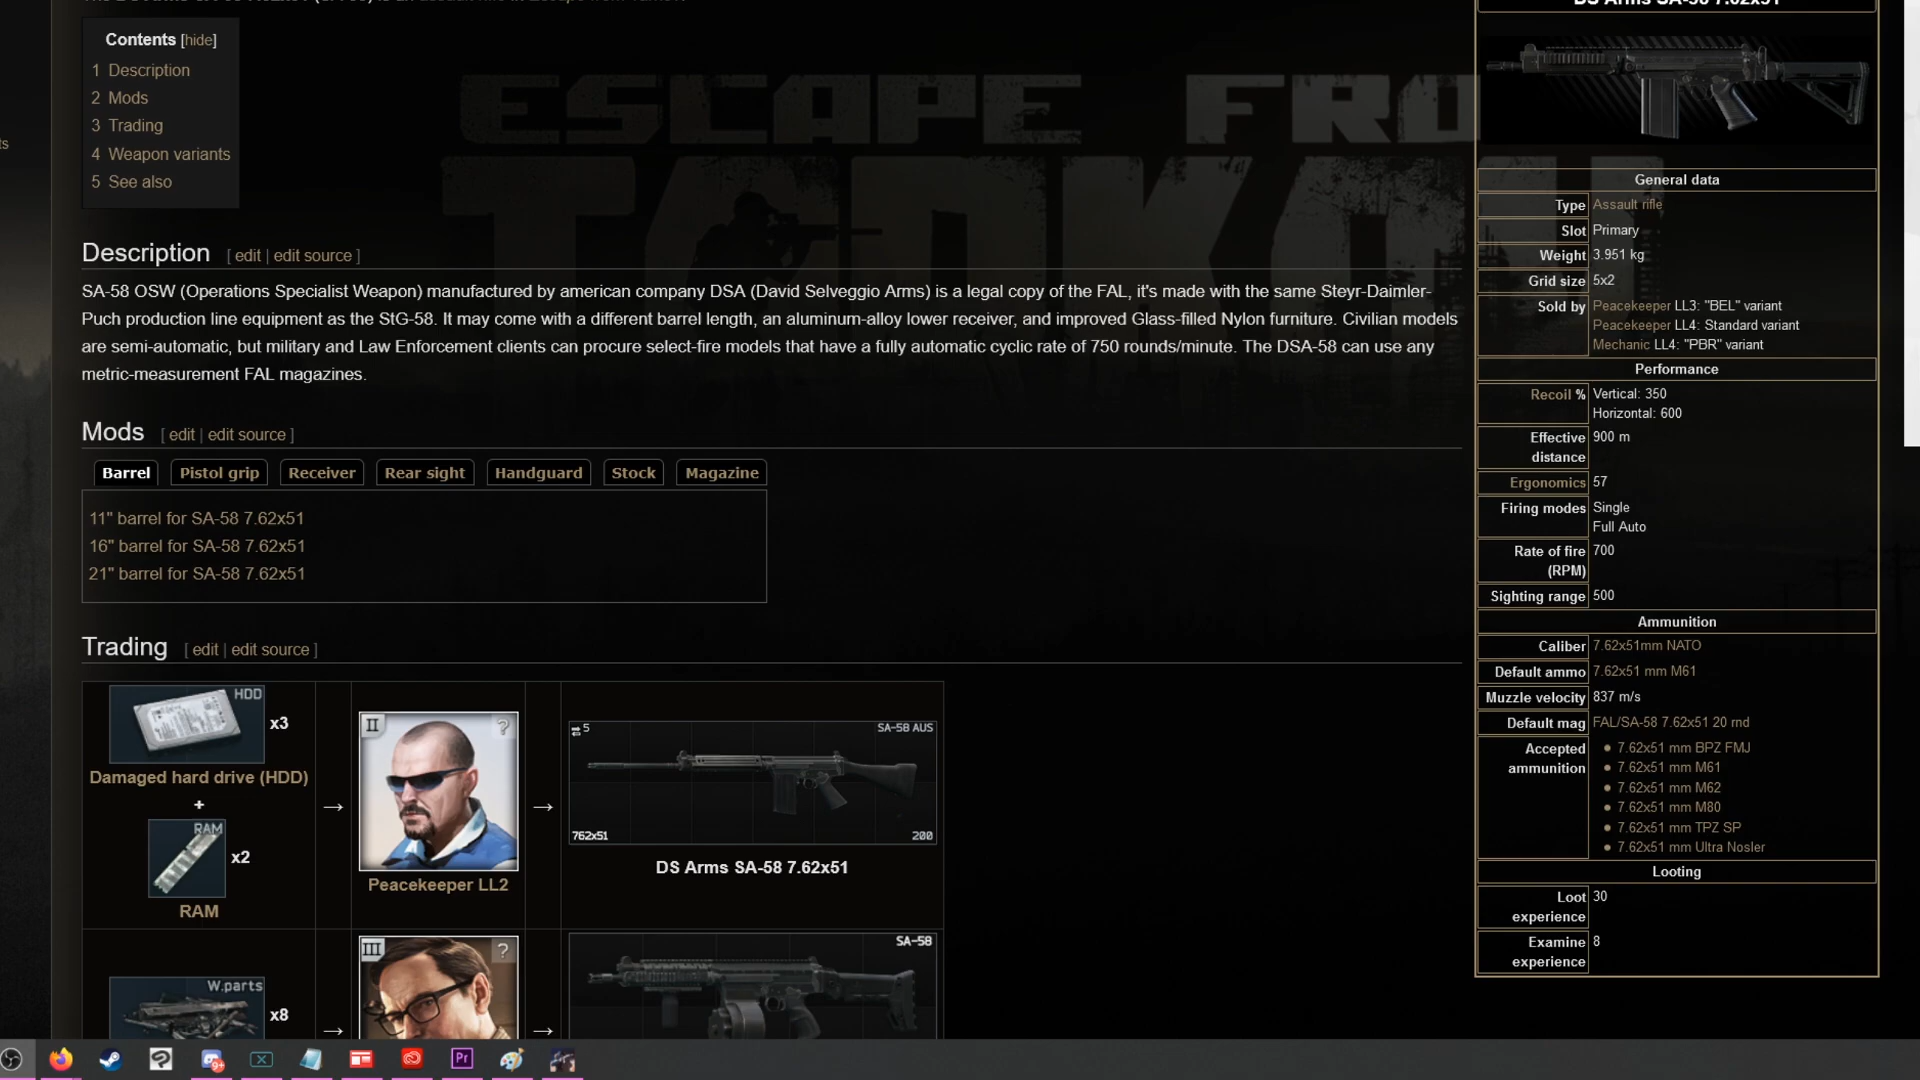 Contents [hide]
1 Description
2 Mods
3 Trading
4 Weapon variants
5 See also
ESCAPE FRO
Description [ edit | edit source ]
SA-58 OSW (Operations Specialist Weapon) manufactured by american company DSA (David Selveggio Arms) is a legal copy of the FAL, it's made with the same Steyr-Daimler-
Puch production line equipment as the StG-58. It may come with a different barrel length, an aluminum-alloy lower receiver, and improved Glass-filled Nylon furniture. Civilian models
are semi-automatic, but military and Law Enforcement clients can procure select-fire models that have a fully automatic cyclic rate of 750 rounds/minute. The DSA-58 can use any
metric-measurement FAL magazines.
Mods [ edit | edit source ]
Barrel Pistol grip Receiver Rear sight Handguard Stock Magazine
11" barrel for SA-58 7.62x51
16" barrel for SA-58 7.62x51
21" barrel for SA-58 7.62x51
Trading [ edit | edit source ]
HDD
x3
Damaged hard drive (HDD)
+
RAM
x2
RAM
→
II
?
Peacekeeper LL2
→
5
SA-58 AUS
762x51
200
DS Arms SA-58 7.62x51
W.parts
x8
→
III
?
→
SA-58
DS Arms SA-58 7.62x51
General data
Type Assault rifle
Slot Primary
Weight 3.951 kg
Grid size 5x2
Sold by Peacekeeper LL3: "BEL" variant
Peacekeeper LL4: Standard variant
Mechanic LL4: "PBR" variant
Performance
Recoil % Vertical: 350
Horizontal: 600
Effective 900 m
distance
Ergonomics 57
Firing modes Single
Full Auto
Rate of fire 700
(RPM)
Sighting range 500
Ammunition
Caliber 7.62x51mm NATO
Default ammo 7.62x51 mm M61
Muzzle velocity 837 m/s
Default mag FAL/SA-58 7.62x51 20 rnd
Accepted • 7.62x51 mm BPZ FMJ
ammunition • 7.62x51 mm M61
• 7.62x51 mm M62
• 7.62x51 mm M80
• 7.62x51 mm TPZ SP
• 7.62x51 mm Ultra Nosler
Looting
Loot 30
experience
Examine 8
experience
9+
Pr